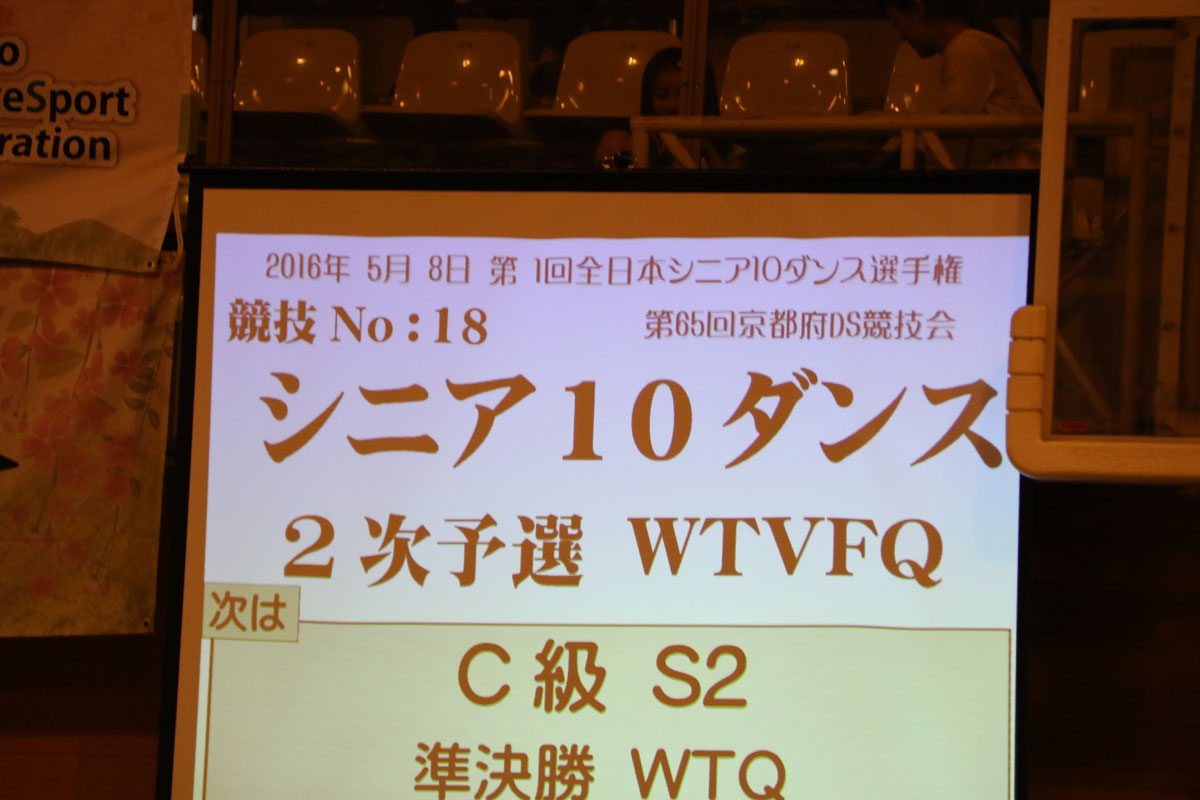 o
eSport
ration
2016年 5月 8日 第 1回全日本シニア10ダンス選手権
競技 No : 18
第65回京都府DS競技会
シニア 10 ダンス
2次予選 WTVFQ
次は
C級 S2
準決勝 WTQ